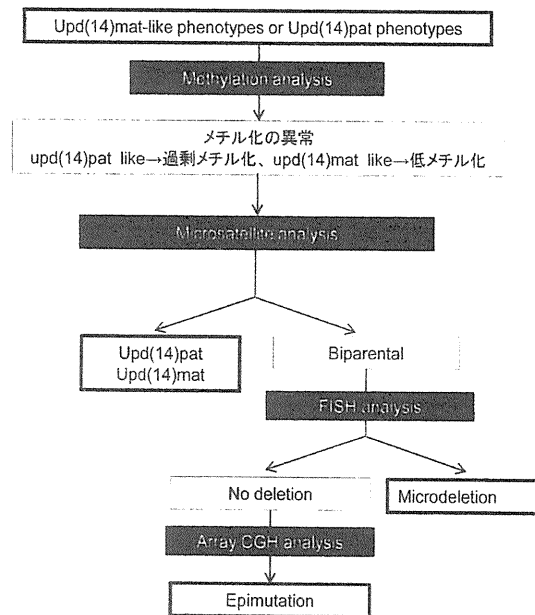 Upd(14)mat-like phenotypes or Upd(14)pat phenotypes
Methylation analysis
メチル化の異常
upd(14)pat like→過剰メチル化、upd(14)mat like→低メチル化
Microsatellite analysis
Upd(14)pat
Upd(14)mat
Biparental
FISH analysis
No deletion
Microdeletion
Array CGH analysis
Epimutation